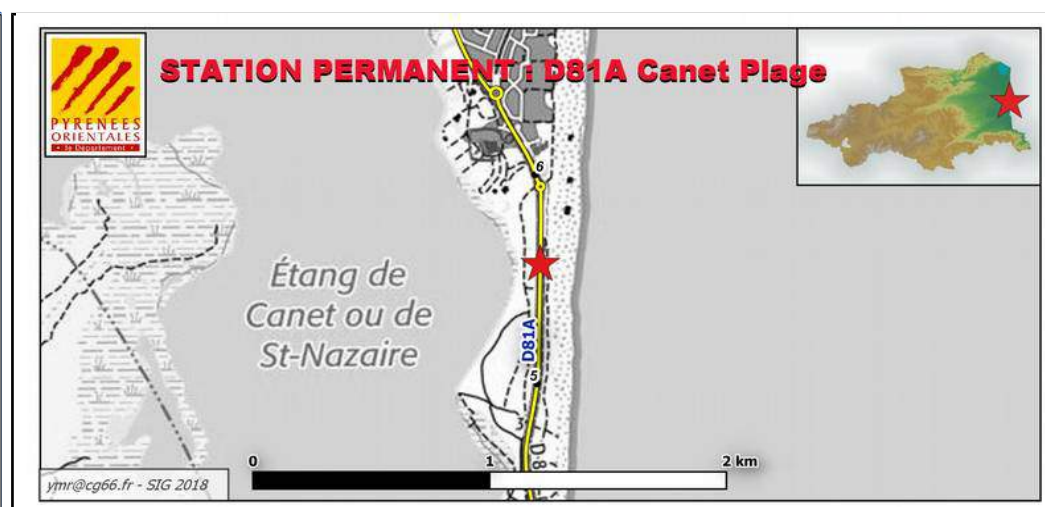 STATION PERMANENT : D81A Canet Plage
PYRENEES
ORIENTALES
le Département
6
Étang de
Canet ou de
St-Nazaire
D81A
5
3
D 8
0 1 2 km
ymr@cg66.fr - SIG 2018